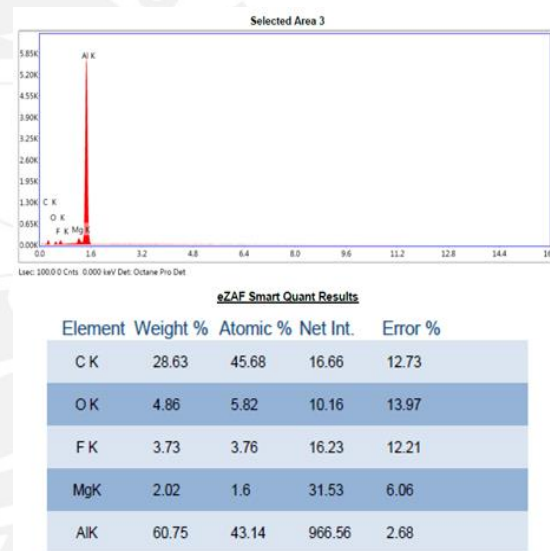 Selected Area 3
5.85K
Al K
5.20K
4.55K
3.90K
3.25K
2.60K
1.95K
1.30K C K
O K
0.65K F K Mg K
0.00K
0.0 1.6 3.2 4.8 6.4 8.0 9.6 11.2 12.8 14.4 16
Lsec: 100.0 0 Cnts 0.000 keV Det: Octane Pro Det
eZAF Smart Quant Results
Element Weight % Atomic % Net Int. Error %
C K 28.63 45.68 16.66 12.73
O K 4.86 5.82 10.16 13.97
F K 3.73 3.76 16.23 12.21
MgK 2.02 1.6 31.53 6.06
AlK 60.75 43.14 966.56 2.68